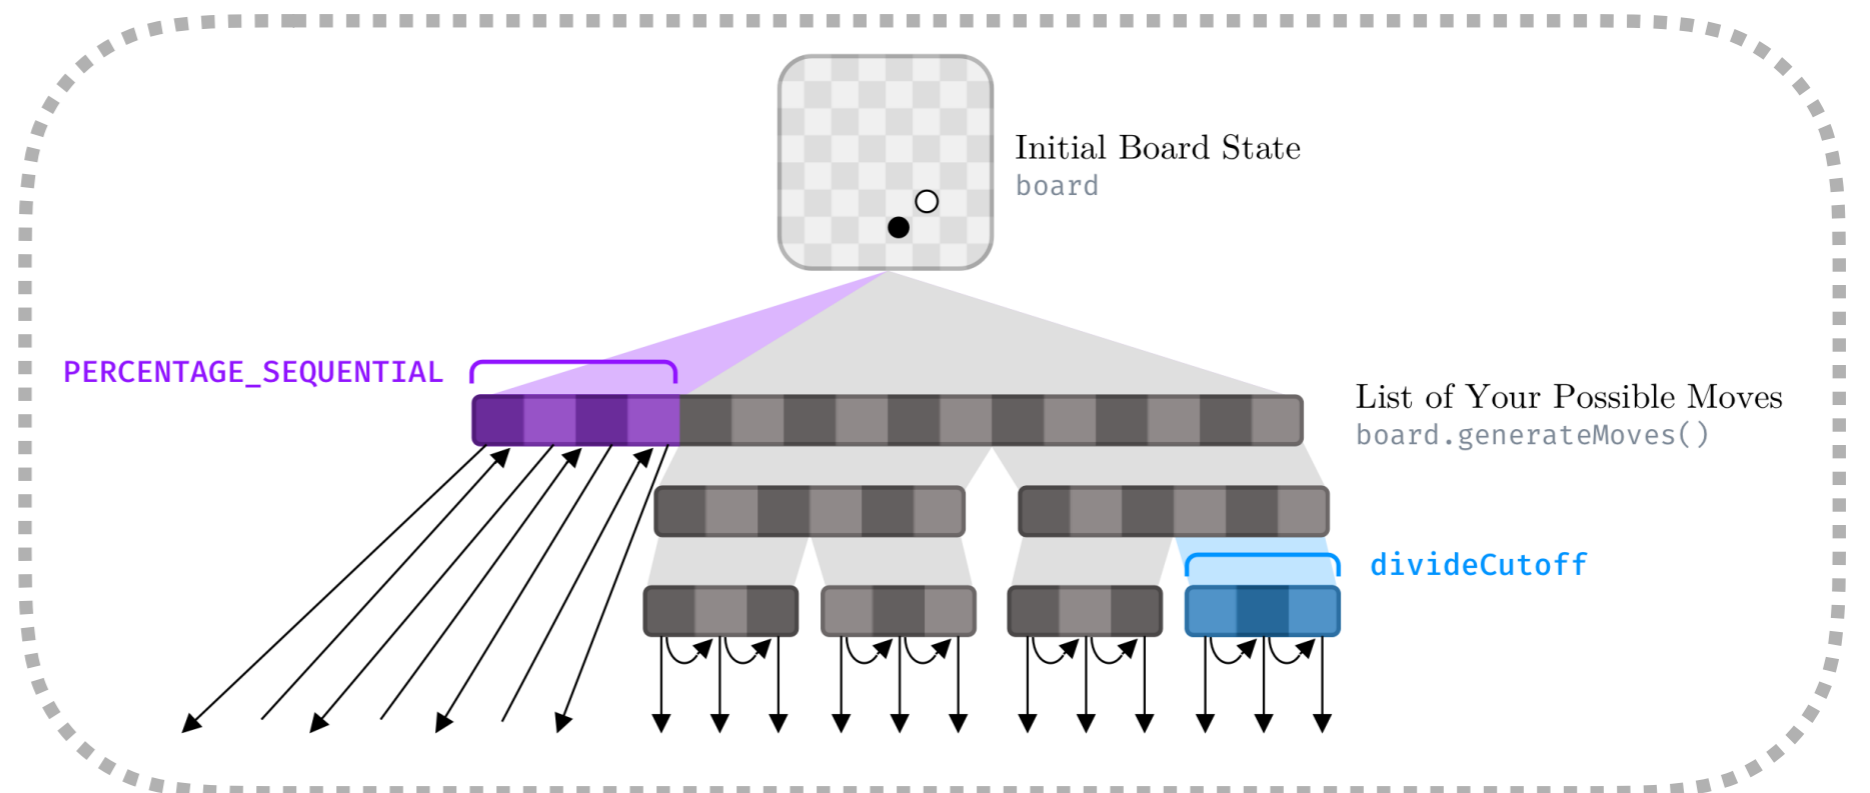 Initial Board State
board
PERCENTAGE_SEQUENTIAL
List of Your Possible Moves
board.generateMoves()
divideCutoff